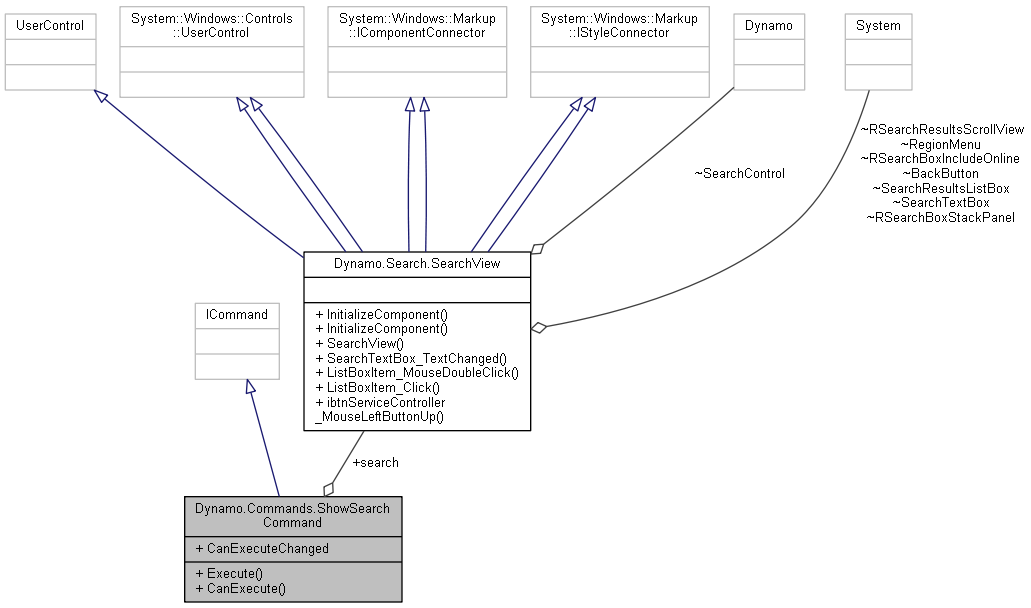 UserControl
System::Windows::Controls
::UserControl
System::Windows::Markup
::IComponentConnector
System::Windows::Markup
::IStyleConnector
Dynamo
System
~SearchControl
~RSearchResultsScrollView
~RegionMenu
~RSearchBoxIncludeOnline
~BackButton
~SearchResultsListBox
~SearchTextBox
~RSearchBoxStackPanel
Dynamo.Search.SearchView
+ InitializeComponent()
+ InitializeComponent()
+ SearchView()
+ SearchTextBox_TextChanged()
+ ListBoxItem_MouseDoubleClick()
+ ListBoxItem_Click()
+ ibtnServiceController
_MouseLeftButtonUp()
ICommand
+search
Dynamo.Commands.ShowSearch
Command
+ CanExecuteChanged
+ Execute()
+ CanExecute()